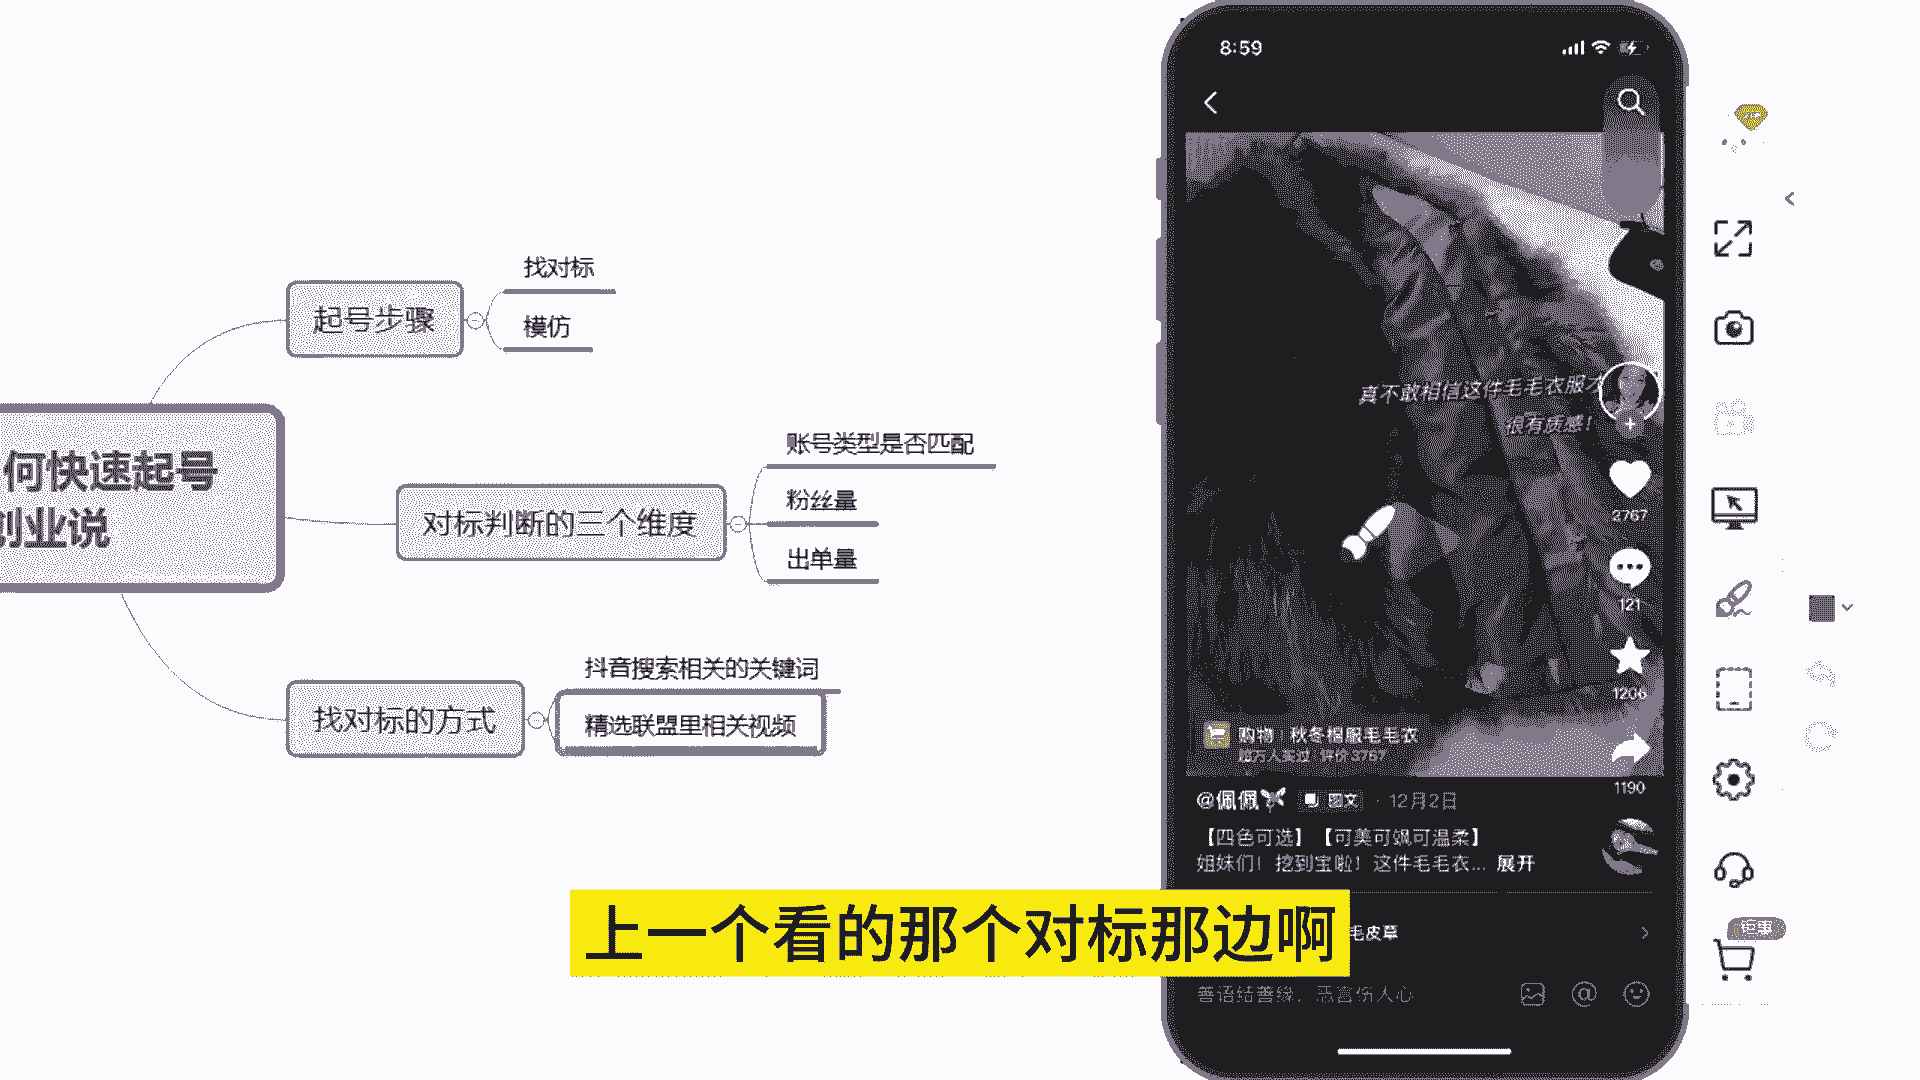 何快速起号
创业说
起号步骤
找对标
模仿
对标判断的三个维度
账号类型是否匹配
粉丝量
出单量
找对标的方式
抖音搜索相关的关键词
精选联盟里相关视频
8:59
真不敢相信这件毛毛衣服才
很有质感！
2767
121
1206
1190
购物 | 秋冬棉服毛毛衣
万人买过 评价3767
@佩佩 图文 · 12月2日
【四色可选】【可美可飒可温柔】
姐妹们！挖到宝啦！这件毛毛衣... 展开
毛皮草
善语结善缘，恶言伤人心
上一个看的那个对标那边啊
钜惠